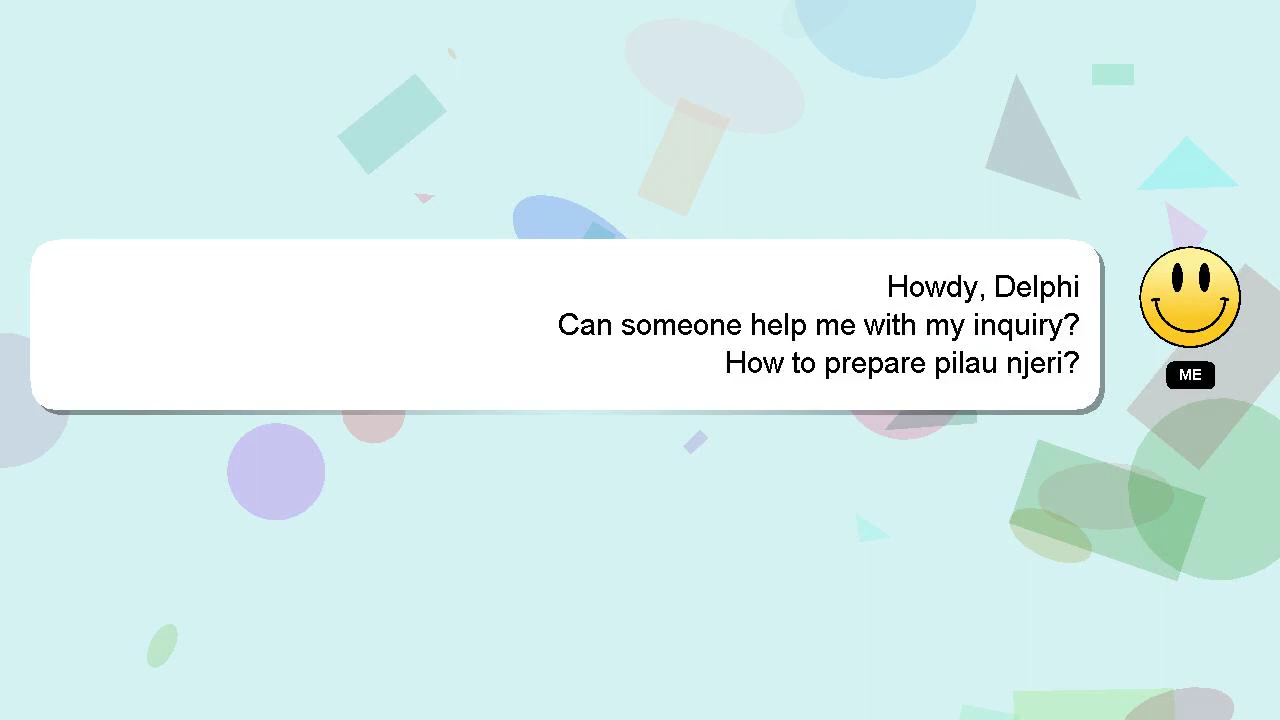 Howdy, Delphi
Can someone help me with my inquiry?
How to prepare pilau njeri?
ME